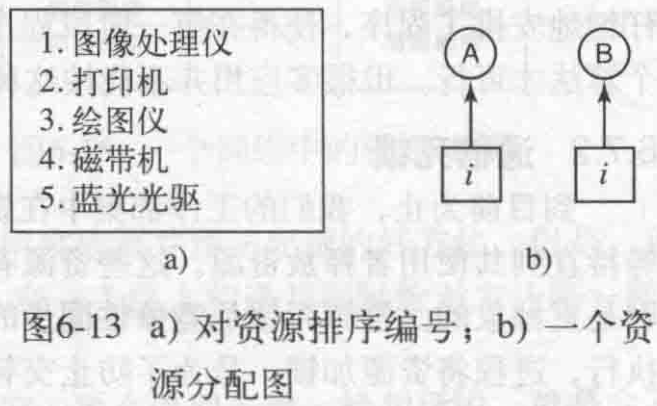 1. 图像处理仪
2. 打印机
3. 绘图仪
4. 磁带机
5. 蓝光光驱
A
B
i
i
a)
b)
图6-13 a) 对资源排序编号；b) 一个资
源分配图